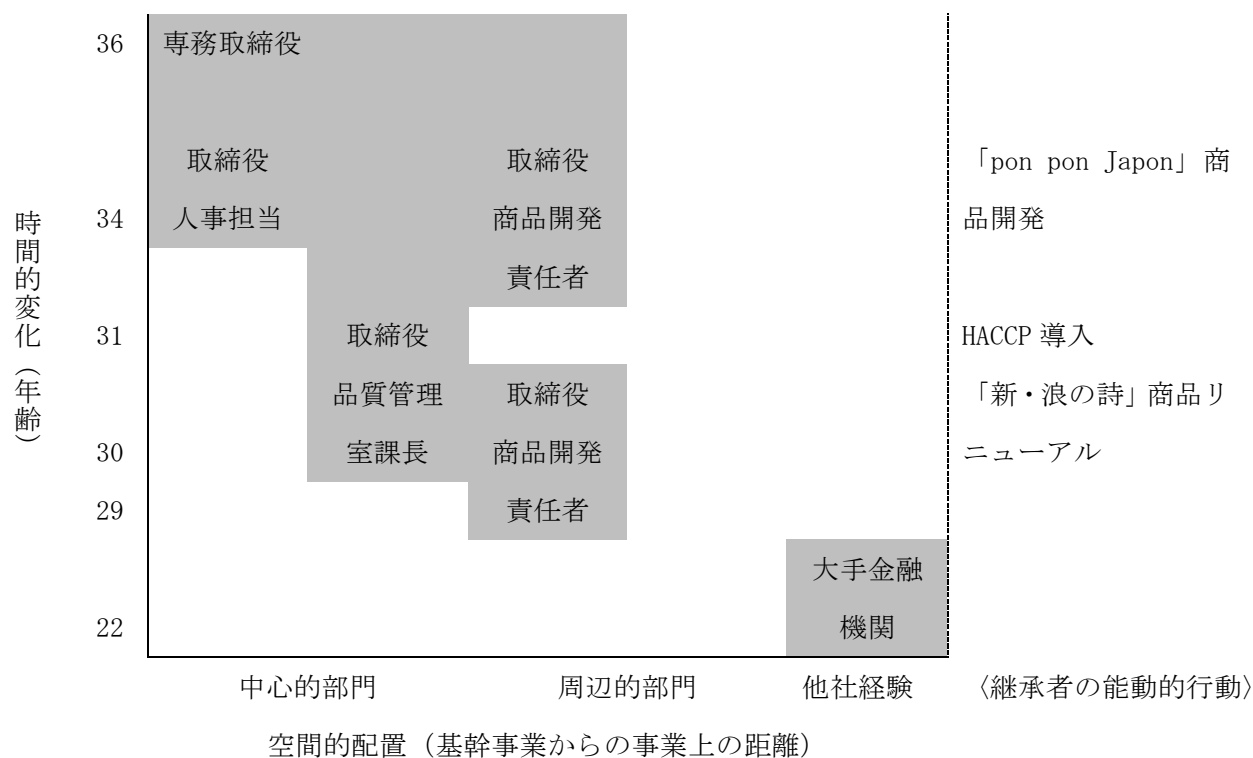 36 専務取締役
取締役 取締役 「pon pon Japon」商
34 人事担当 商品開発 品開発
責任者
31 取締役 HACCP 導入
品質管理 取締役 「新・浪の詩」商品リ
30 室課長 商品開発 ニューアル
29 責任者
大手金融
22 機関
時間的変化（年齢）
中心的部門 周辺的部門 他社経験 〈継承者の能動的行動〉
空間的配置（基幹事業からの事業上の距離）